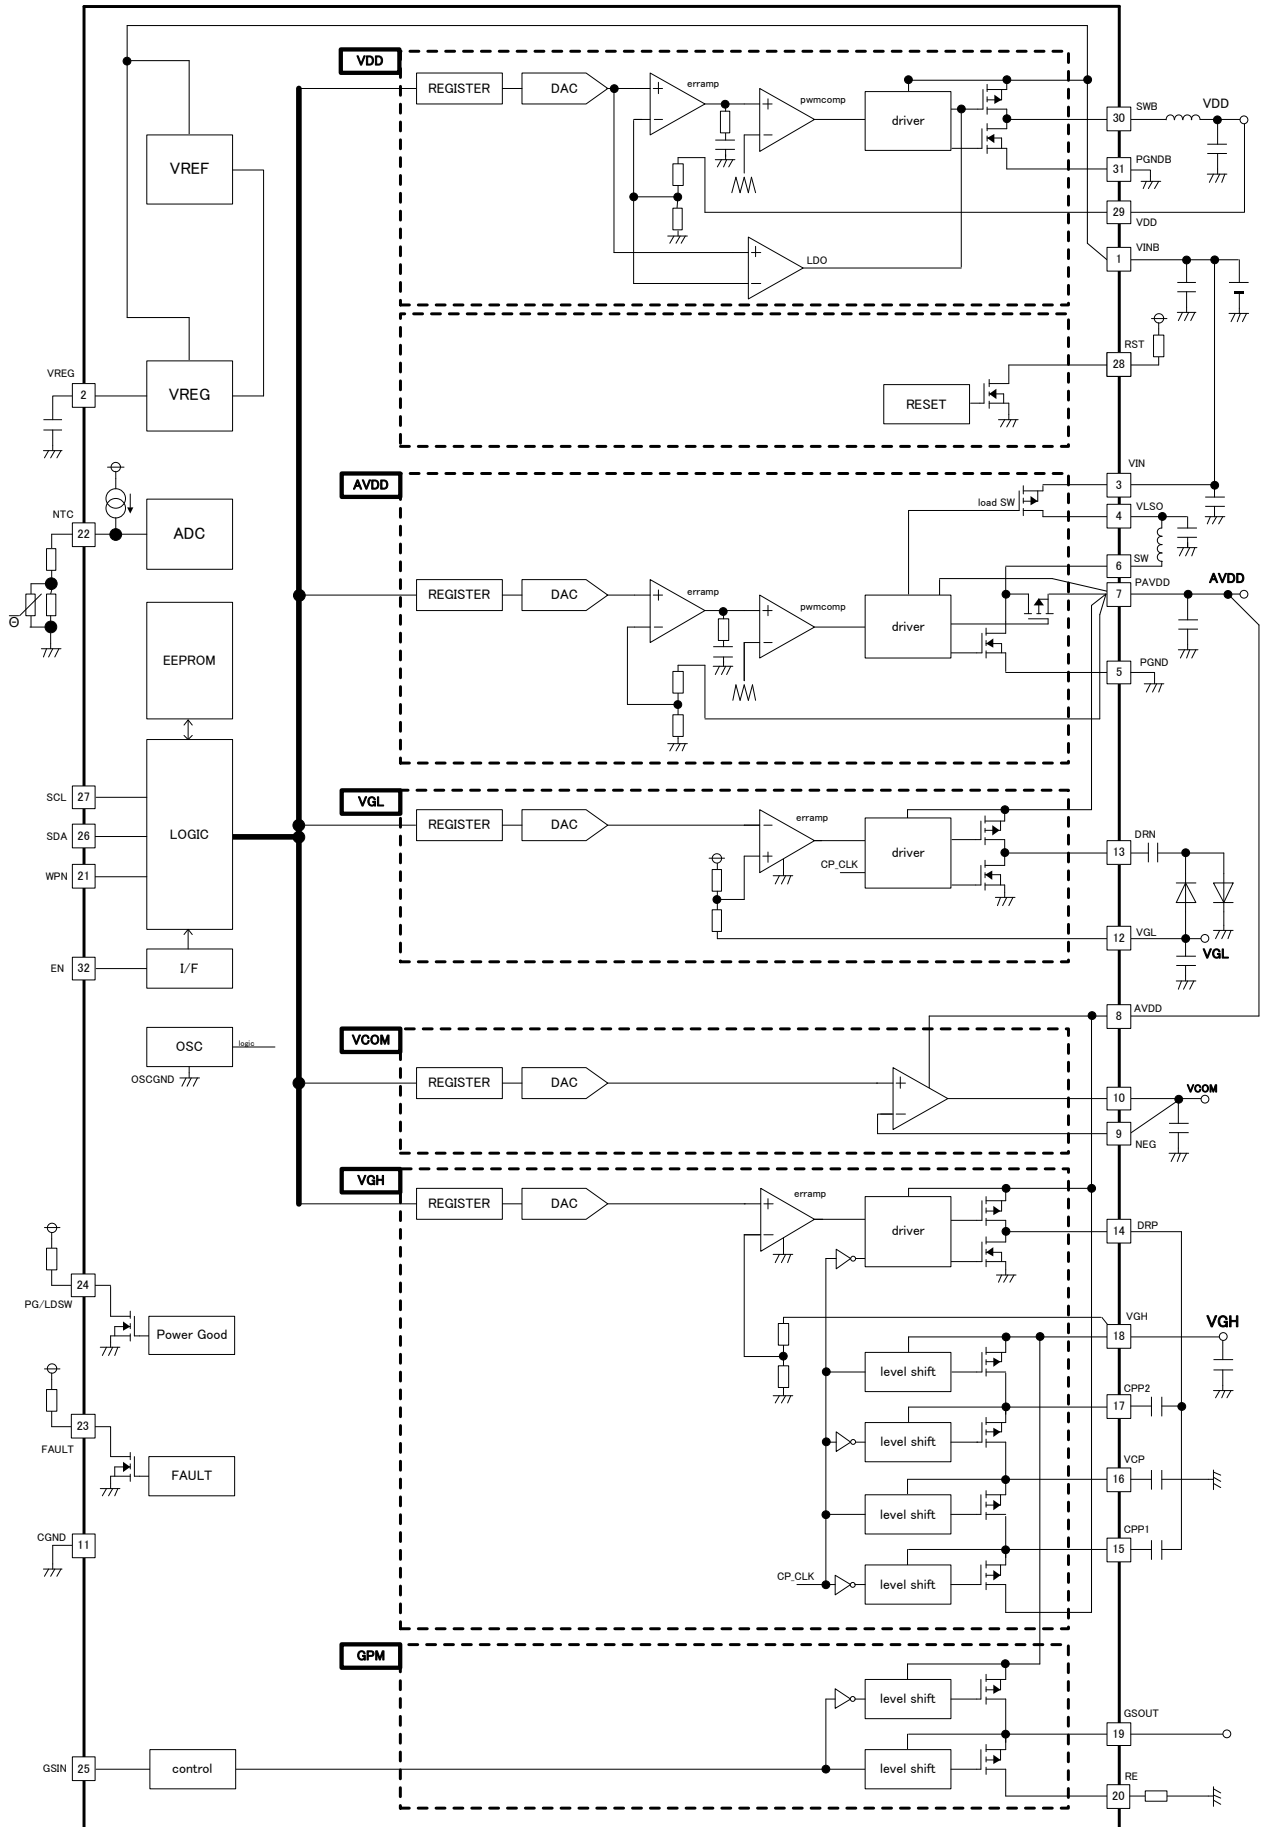 VDD
REGISTER
DAC
erramp
pwmcomp
driver
30
SWB
VDD
31
PGNDB
29
VDD
LDO
1
VINB
VREF
VREG
2
VREG
RESET
28
RST
AVDD
load SW
3
VIN
4
VLSO
6
SW
7
PAVDD
AVDD
5
PGND
NTC
22
ADC
REGISTER
DAC
erramp
pwmcomp
driver
EEPROM
SCL
27
SDA
26
WPN
21
LOGIC
EN
32
I/F
OSC
logic
OSCGND
VGL
REGISTER
DAC
erramp
CP_CLK
driver
13
DRN
12
VGL
VGL
8
AVDD
VCOM
REGISTER
DAC
10
VCOM
9
NEG
VGH
REGISTER
DAC
erramp
driver
14
DRP
18
VGH
VGH
level shift
17
CPP2
level shift
16
VCP
level shift
15
CPP1
CP_CLK
level shift
24
PG/LDSW
Power Good
23
FAULT
FAULT
CGND
11
GPM
level shift
19
GSOUT
GSIN
25
control
level shift
20
RE